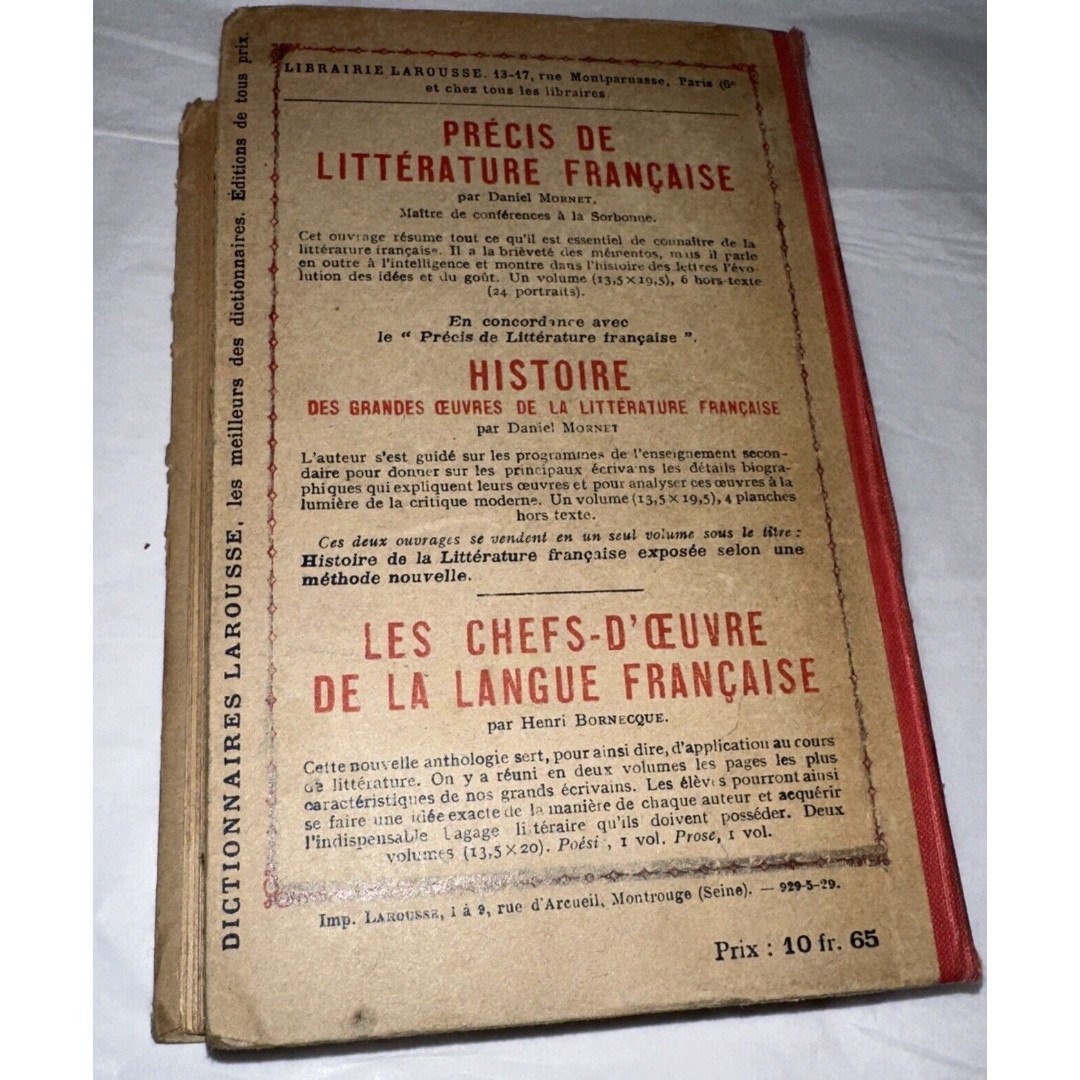 LIBRAIRIE LAROUSSE, 13-17, rue Montparnasse, Paris (6e
et chez tous les libraires
PRÉCIS DE
LITTÉRATURE FRANÇAISE
par Daniel MORNET,
Maître de conférences à la Sorbonne.
Cet ouvrage résume tout ce qu'il est essentiel de connaître de la
littérature française. Il a la brièveté des mémentos, mais il parle
en outre à l'intelligence et montre dans l'histoire des lettres l'évo-
lution des idées et du goût. Un volume (13,5×19,5), 6 hors-texte
(24 portraits).
En concordance avec
le “ Précis de Littérature française ”.
HISTOIRE
DES GRANDES ŒUVRES DE LA LITTÉRATURE FRANÇAISE
par Daniel MORNET
L'auteur s'est guidé sur les programmes de l'enseignement secon-
daire pour donner sur les principaux écrivains les détails biogra-
phiques qui expliquent leurs œuvres et pour analyser ces œuvres à la
lumière de la critique moderne. Un volume (13,5×19,5), 4 planches
hors texte.
Ces deux ouvrages se vendent en un seul volume sous le titre :
Histoire de la Littérature française exposée selon une
méthode nouvelle.
LES CHEFS-D'ŒUVRE
DE LA LANGUE FRANÇAISE
par Henri BORNECQUE.
Cette nouvelle anthologie sert, pour ainsi dire, d'application au cours
de littérature. On y a réuni en deux volumes les pages les plus
caractéristiques de nos grands écrivains. Les élèves pourront ainsi
se faire une idée exacte de la manière de chaque auteur et acquérir
l'indispensable bagage littéraire qu'ils doivent posséder. Deux
volumes (13,5×20). Poésie, 1 vol. Prose, 1 vol.
Imp. LAROUSSE, 1 à 9, rue d'Arcueil, Montrouge (Seine). — 929-5-29.
Prix : 10 fr. 65
DICTIONNAIRES LAROUSSE, les meilleurs des dictionnaires. Éditions de tous prix.